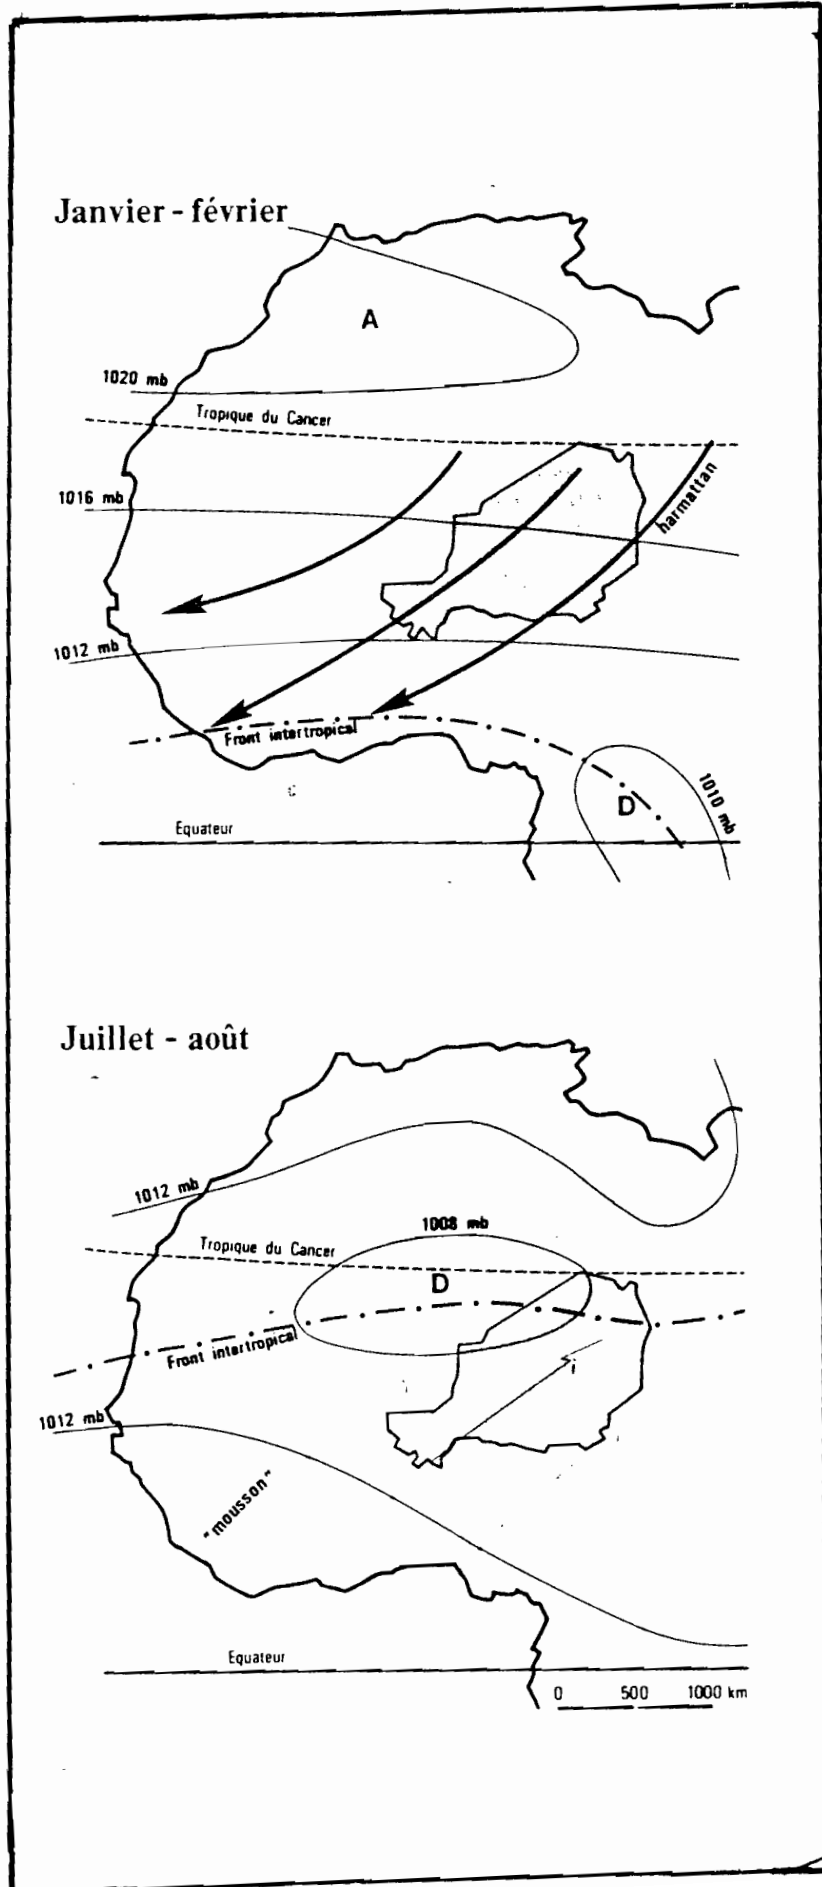 Janvier - février
A
1020 mb
Tropique du Cancer
1016 mb
harmattan
1012 mb
Front intertropical
1010 mb
D
Equateur
Juillet - août
1012 mb
1008 mb
Tropique du Cancer
D
Front intertropical
1012 mb
"mousson"
Equateur
0 500 1000 km